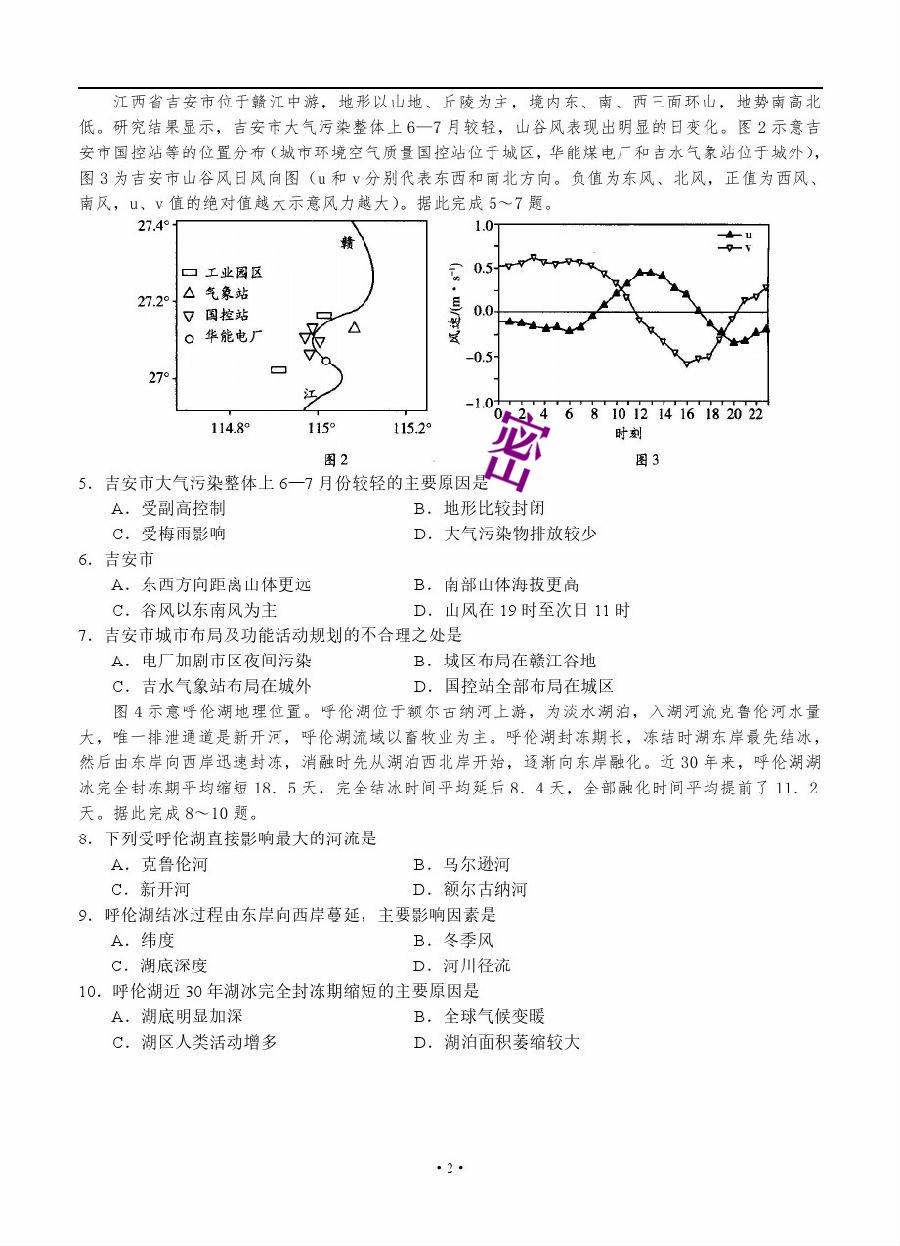 江西省吉安市位于赣江中游，地形以山地、丘陵为主，境内东、南、西三面环山，地势南高北
低。研究结果显示，吉安市大气污染整体上 6—7 月较轻，山谷风表现出明显的日变化。图 2 示意吉
安市国控站等的位置分布(城市环境空气质量国控站位于城区，华能煤电厂和吉水气象站位于城外)，
图 3 为吉安市山谷风日风向图（u 和 v 分别代表东西和南北方向。负值为东风、北风，正值为西风、
南风，u、v 值的绝对值越大示意风力越大）。据此完成 5～7 题。
27.4°
27.2°
27°
114.8°
115°
115.2°
赣
江
工业园区
气象站
国控站
华能电厂
图 2
1.0
0.5
0.0
-0.5
-1.0
风速/(m·s⁻¹)
u
v
0 2 4 6 8 10 12 14 16 18 20 22
时刻
图 3
密
5．吉安市大气污染整体上 6—7 月份较轻的主要原因是
A．受副高控制 B．地形比较封闭
C．受梅雨影响 D．大气污染物排放较少
6．吉安市
A．东西方向距离山体更远 B．南部山体海拔更高
C．谷风以东南风为主 D．山风在 19 时至次日 11 时
7．吉安市城市布局及功能活动规划的不合理之处是
A．电厂加剧市区夜间污染 B．城区布局在赣江谷地
C．吉水气象站布局在城外 D．国控站全部布局在城区
图 4 示意呼伦湖地理位置。呼伦湖位于额尔古纳河上游，为淡水湖泊，入湖河流克鲁伦河水量
大，唯一排泄通道是新开河，呼伦湖流域以畜牧业为主。呼伦湖封冻期长，冻结时湖东岸最先结冰，
然后由东岸向西岸迅速封冻，消融时先从湖泊西北岸开始，逐渐向东岸融化。近 30 年来，呼伦湖湖
冰完全封冻期平均缩短 18．5 天，完全结冰时间平均延后 8．4 天，全部融化时间平均提前了 11．2
天。据此完成 8～10 题。
8．下列受呼伦湖直接影响最大的河流是
A．克鲁伦河 B．乌尔逊河
C．新开河 D．额尔古纳河
9．呼伦湖结冰过程由东岸向西岸蔓延，主要影响因素是
A．纬度 B．冬季风
C．湖底深度 D．河川径流
10．呼伦湖近 30 年湖冰完全封冻期缩短的主要原因是
A．湖底明显加深 B．全球气候变暖
C．湖区人类活动增多 D．湖泊面积萎缩较大
· 2 ·